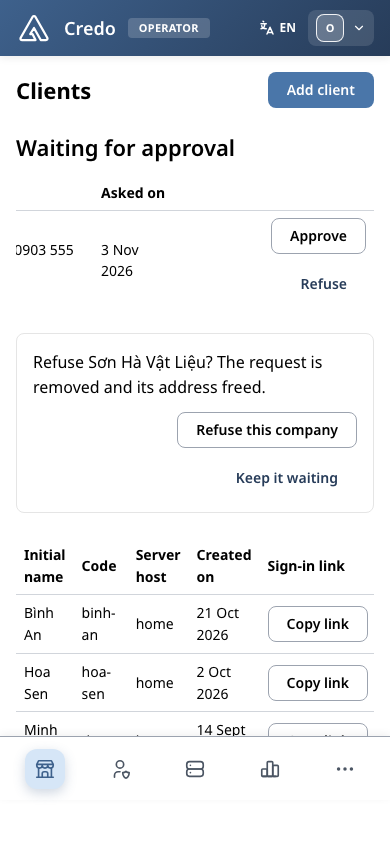 Credo OPERATOR EN O
Clients Add client
Waiting for approval
Asked on
0903 555 3 Nov 2026 Approve
Refuse
Refuse Sơn Hà Vật Liệu? The request is
removed and its address freed.
Refuse this company
Keep it waiting
Initial name Code Server host Created on Sign-in link
Bình An binh-an home 21 Oct 2026 Copy link
Hoa Sen hoa-sen home 2 Oct 2026 Copy link
Minh 14 Sept